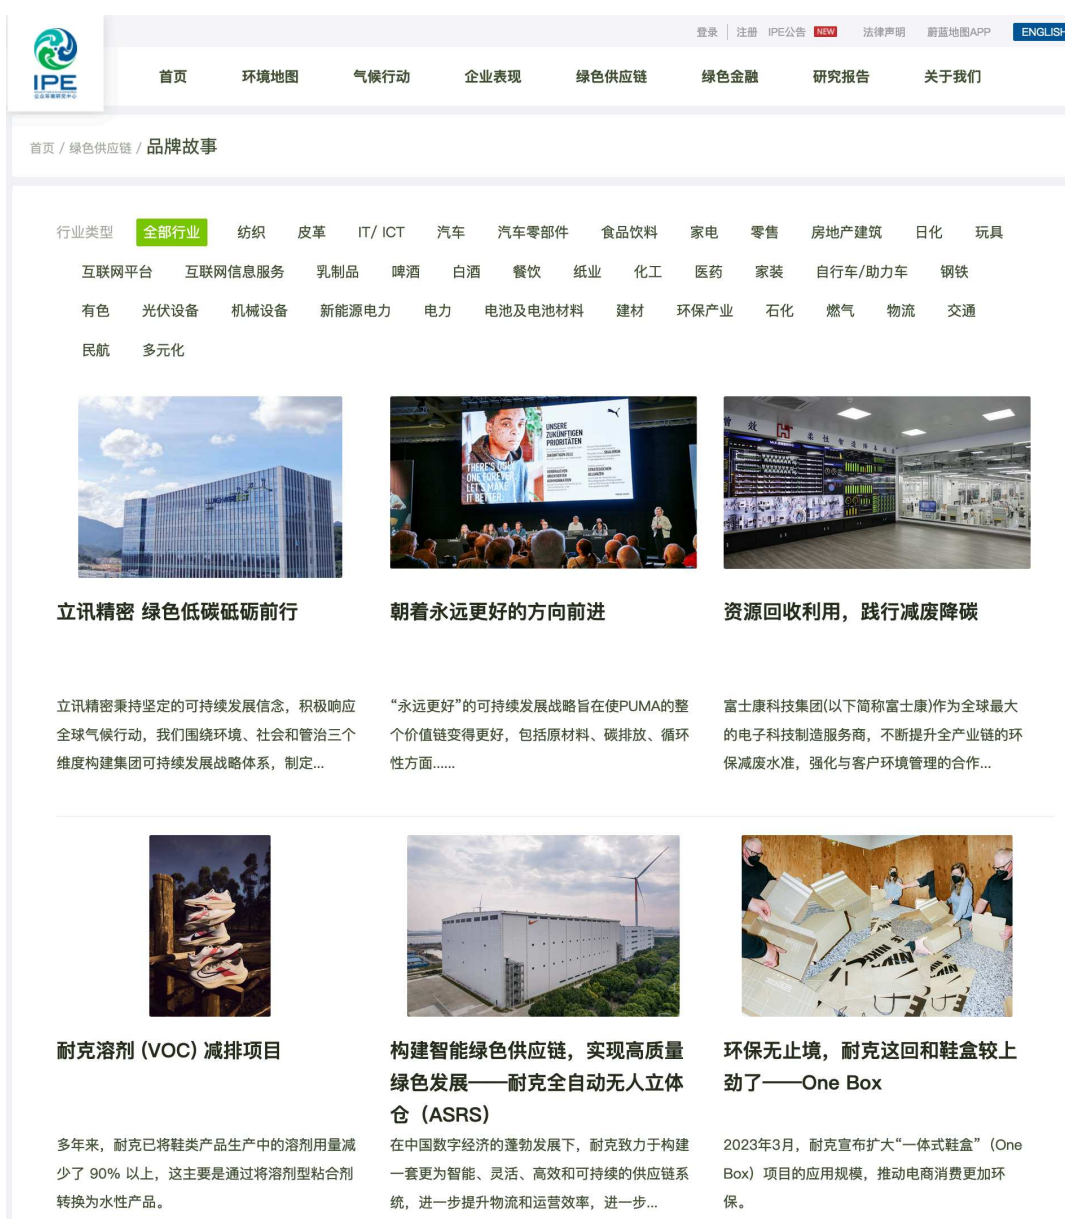 登录 | 注册 IPE公告 NEW 法律声明 蔚蓝地图APP ENGLISH
IPE
公众环境研究中心
首页 环境地图 气候行动 企业表现 绿色供应链 绿色金融 研究报告 关于我们
首页 / 绿色供应链 / 品牌故事
行业类型 全部行业 纺织 皮革 IT/ ICT 汽车 汽车零部件 食品饮料 家电 零售 房地产建筑 日化 玩具
互联网平台 互联网信息服务 乳制品 啤酒 白酒 餐饮 纸业 化工 医药 家装 自行车/助力车 钢铁
有色 光伏设备 机械设备 新能源电力 电力 电池及电池材料 建材 环保产业 石化 燃气 物流 交通
民航 多元化
UNSERE
ZUKÜNFTIGEN
PRIORITÄTEN
THERE'S ONLY
ONE FOREVER.
LET'S MAKE
IT BETTER.
立讯精密 绿色低碳砥砺前行
朝着永远更好的方向前进
资源回收利用，践行减废降碳
立讯精密秉持坚定的可持续发展信念，积极响应
全球气候行动，我们围绕环境、社会和管治三个
维度构建集团可持续发展战略体系，制定...
“永远更好”的可持续发展战略旨在使PUMA的整
个价值链变得更好，包括原材料、碳排放、循环
性方面......
富士康科技集团(以下简称富士康)作为全球最大
的电子科技制造服务商，不断提升全产业链的环
保减废水准，强化与客户环境管理的合作...
NIKE
耐克溶剂 (VOC) 减排项目
构建智能绿色供应链，实现高质量
绿色发展——耐克全自动无人立体
仓（ASRS）
环保无止境，耐克这回和鞋盒较上
劲了——One Box
多年来，耐克已将鞋类产品生产中的溶剂用量减
少了 90% 以上，这主要是通过将溶剂型粘合剂
转换为水性产品。
在中国数字经济的蓬勃发展下，耐克致力于构建
一套更为智能、灵活、高效和可持续的供应链系
统，进一步提升物流和运营效率，进一步...
2023年3月，耐克宣布扩大“一体式鞋盒”（One
Box）项目的应用规模，推动电商消费更加环
保。